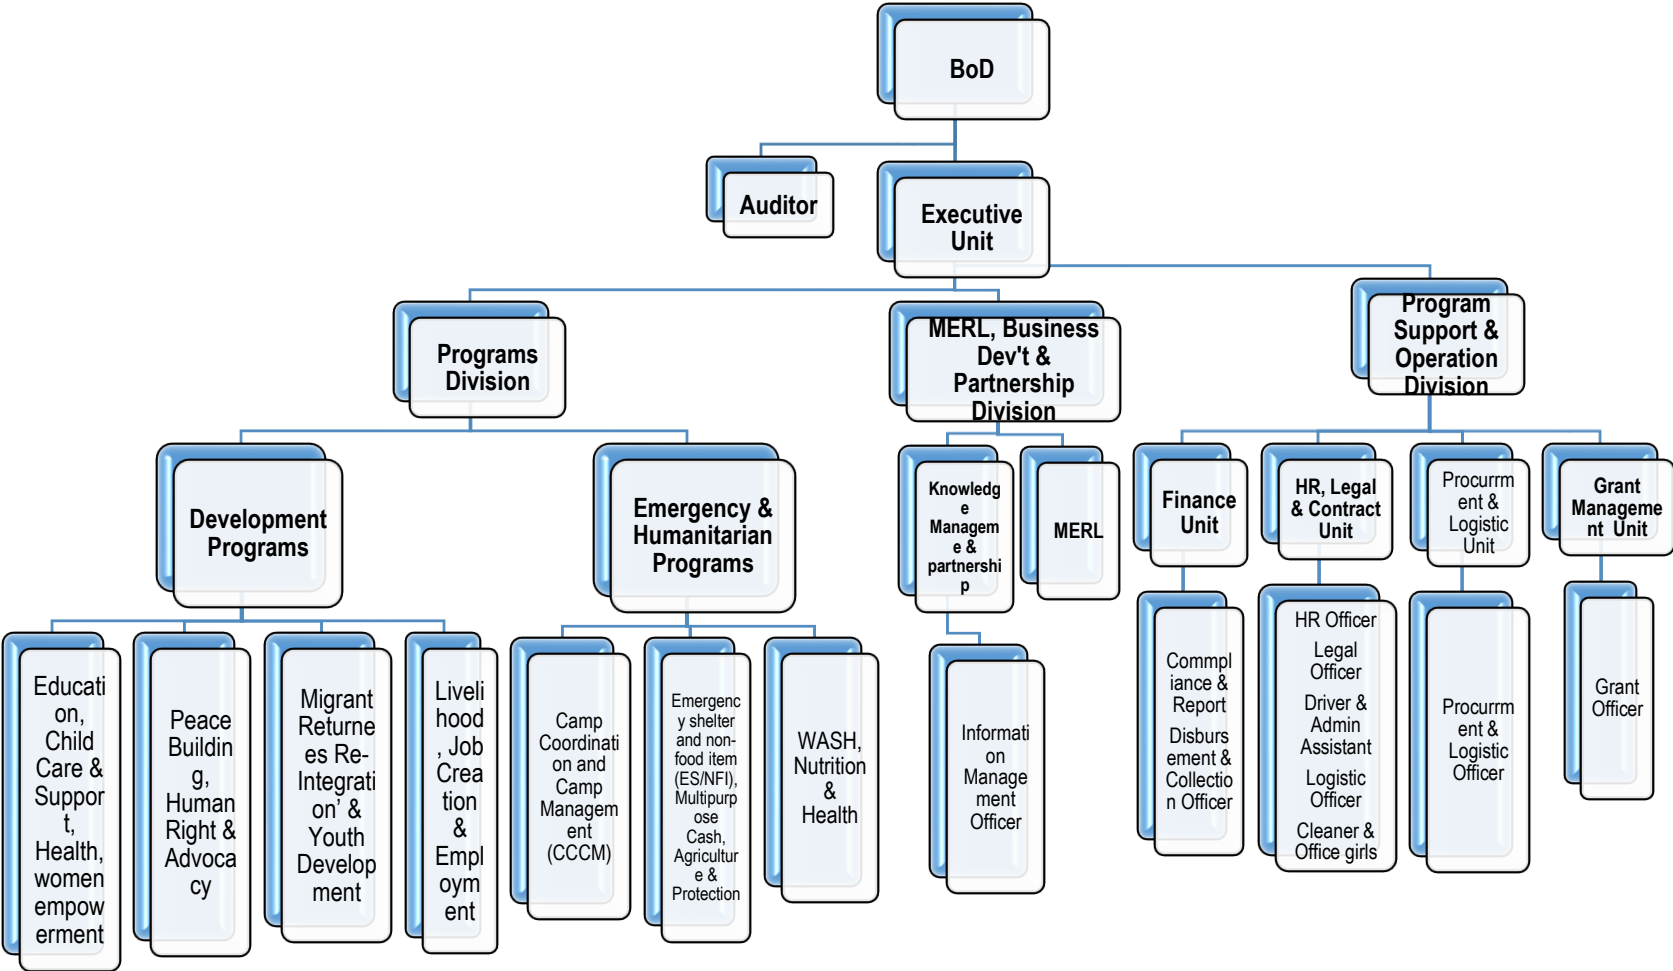 BoD
Auditor
Executive
Unit
Programs
Division
MERL, Business
Dev't &
Partnership
Division
Program
Support &
Operation
Division
Development
Programs
Emergency &
Humanitarian
Programs
Knowledg
e
Managem
e &
partnershi
p
MERL
Finance
Unit
HR, Legal
& Contract
Unit
Procurrm
ent &
Logistic
Unit
Grant
Manageme
nt Unit
Educati
on,
Child
Care &
Suppor
t,
Health,
women
empow
erment
Peace
Buildin
g,
Human
Right &
Advoca
cy
Migrant
Returne
es Re-
Integrati
on’ &
Youth
Develop
ment
Liveli
hood
, Job
Crea
tion
&
Empl
oym
ent
Camp
Coordinati
on and
Camp
Managem
ent
(CCCM)
Emergenc
y shelter
and non-
food item
(ES/NFI),
Multipurp
ose
Cash,
Agricultur
e &
Protection
WASH,
Nutrition
&
Health
Informati
on
Manage
ment
Officer
Commpl
iance &
Report
Disburs
ement &
Collectio
n Officer
HR Officer
Legal
Officer
Driver &
Admin
Assistant
Logistic
Officer
Cleaner &
Office girls
Procurrm
ent &
Logistic
Officer
Grant
Officer